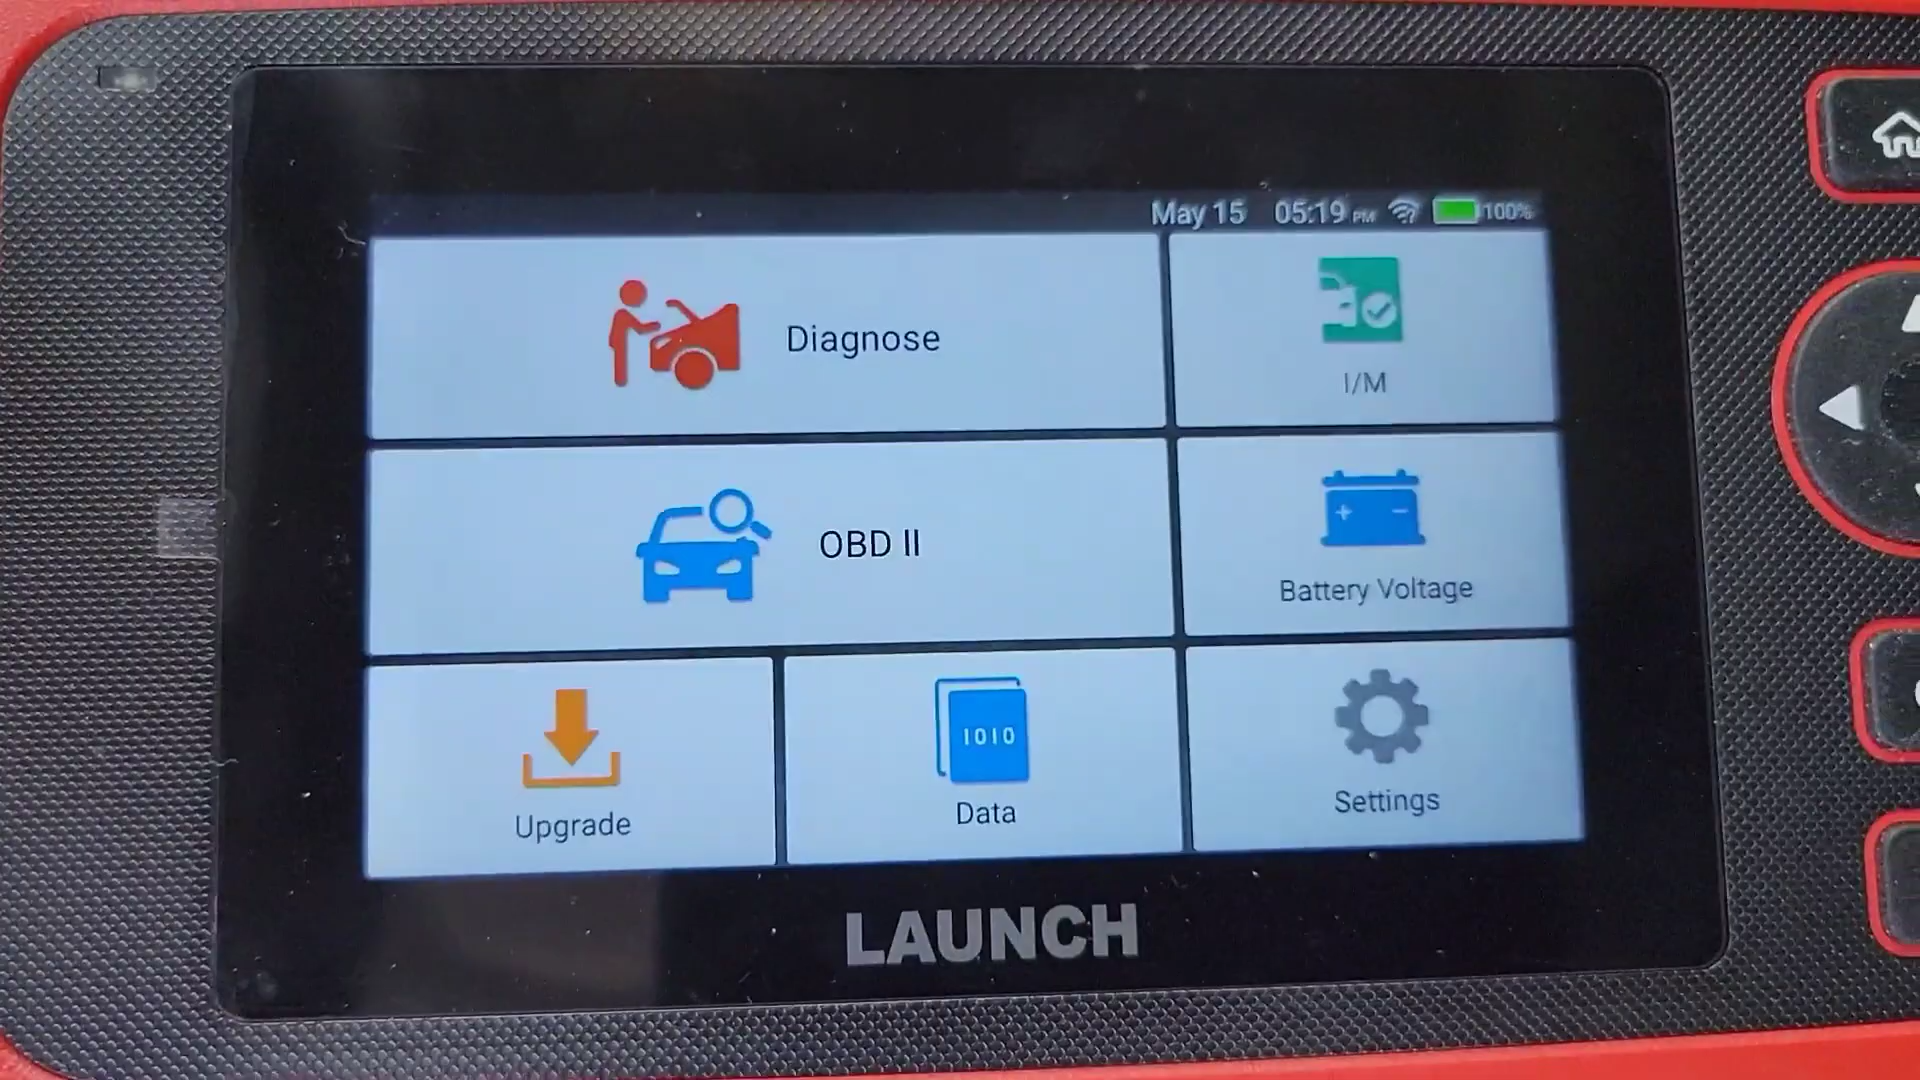 May 15 05:19 PM 100%
Diagnose
I/M
OBD II
+ -
Battery Voltage
Upgrade
1010
Data
Settings
LAUNCH